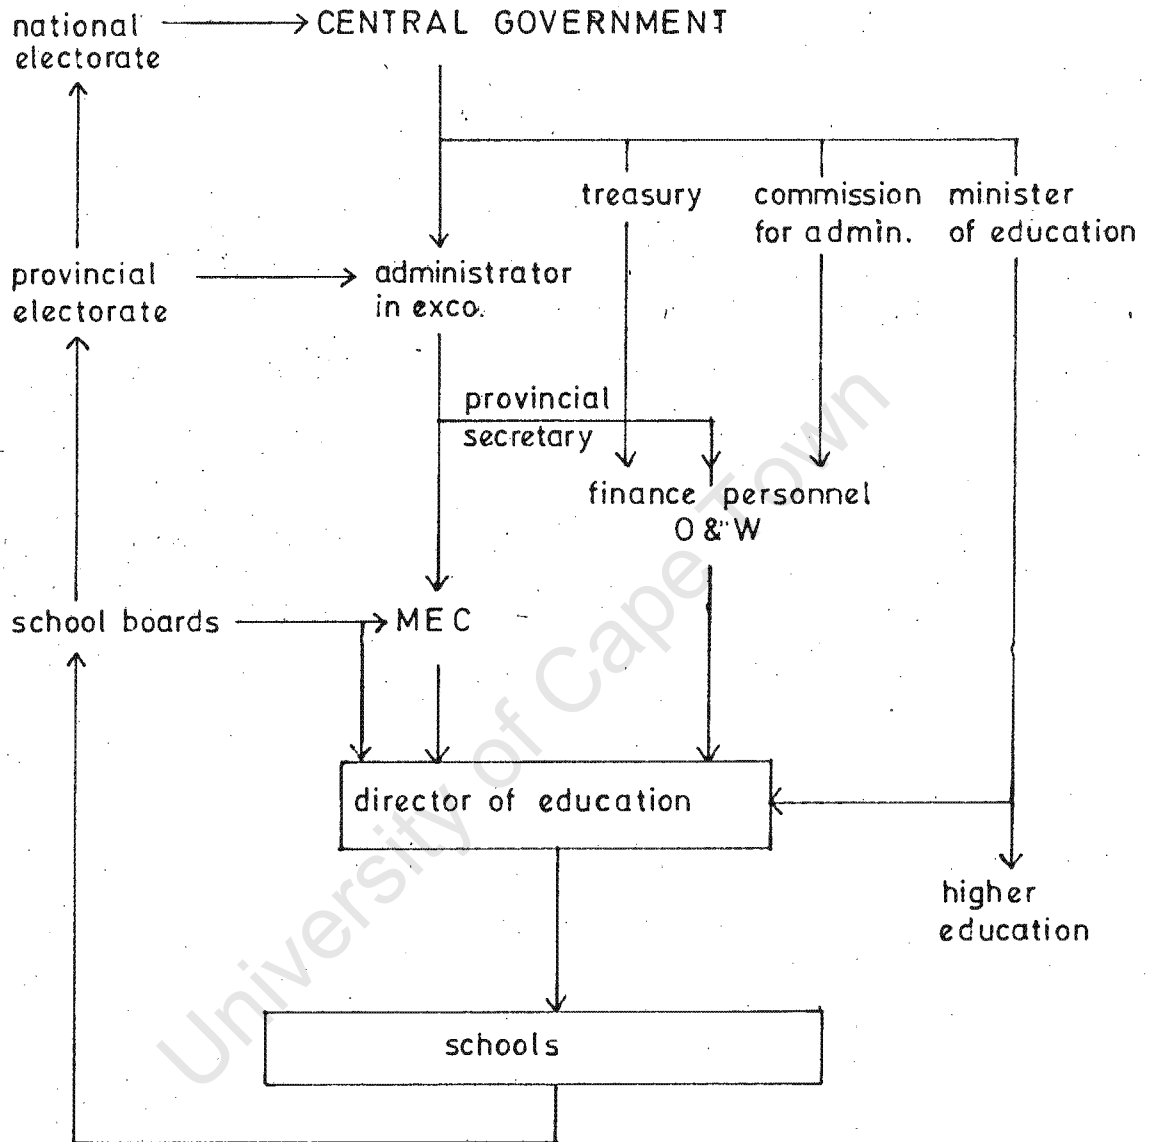 national
electorate
CENTRAL GOVERNMENT
treasury
commission
for admin.
minister
of education
provincial
electorate
administrator
in exco.
provincial
secretary
finance personnel
O & W
school boards
MEC
director of education
higher
education
schools
University of Cape Town